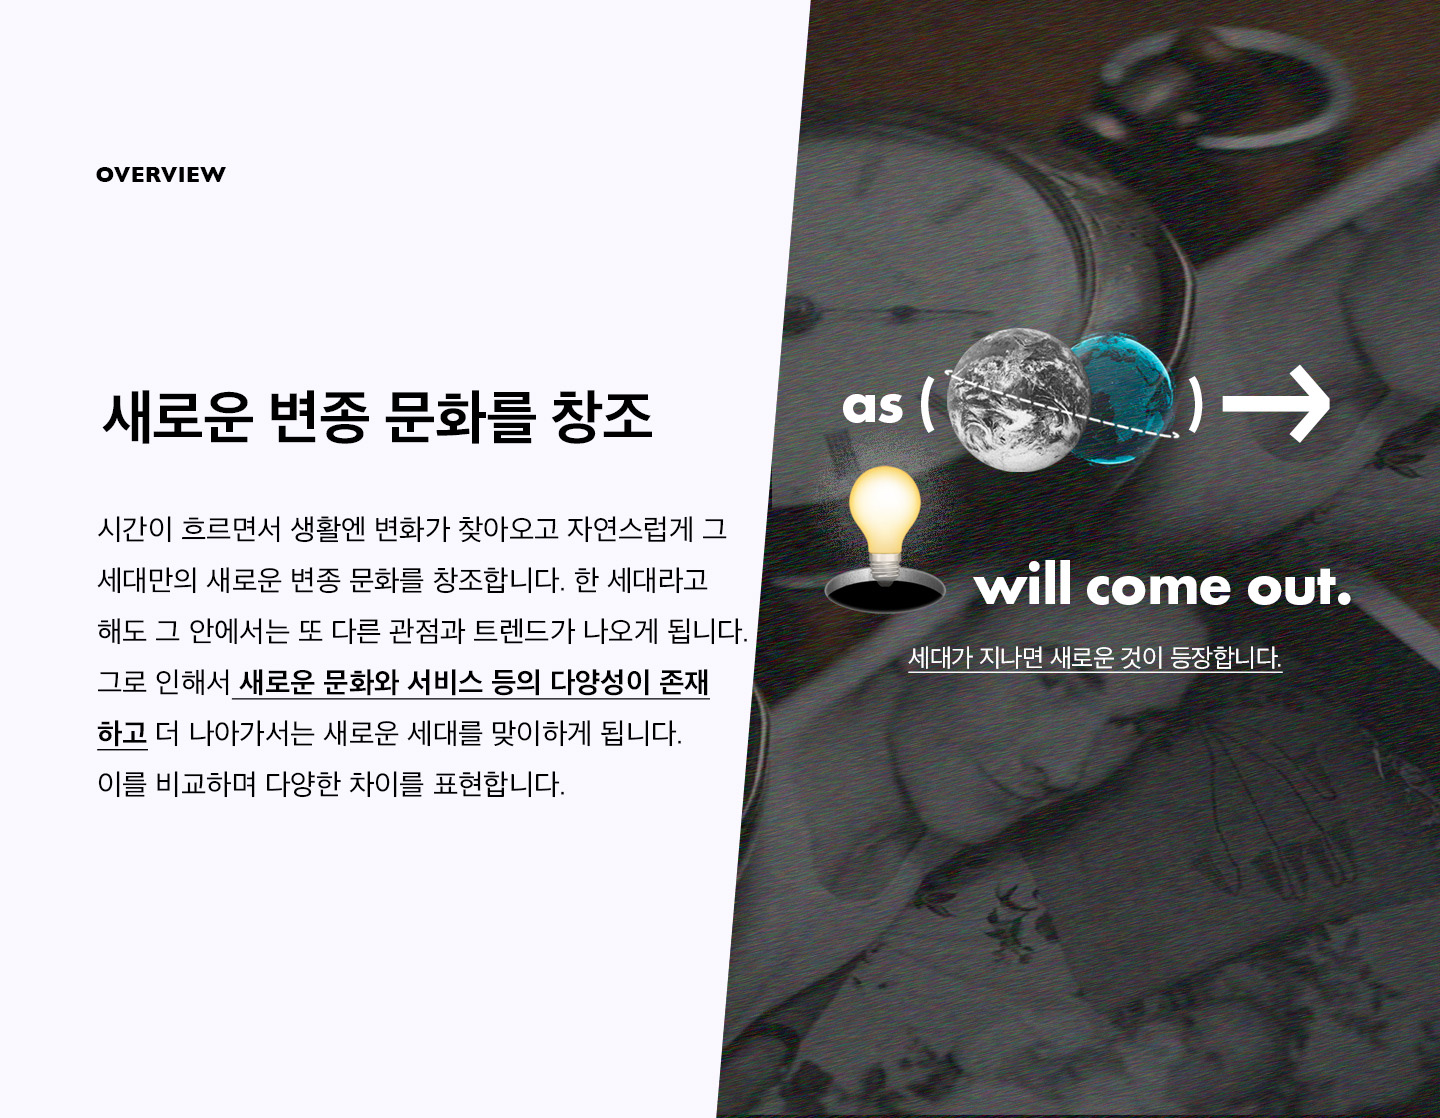 OVERVIEW
새로운 변종 문화를 창조
시간이 흐르면서 생활엔 변화가 찾아오고 자연스럽게 그
세대만의 새로운 변종 문화를 창조합니다. 한 세대라고
해도 그 안에서는 또 다른 관점과 트렌드가 나오게 됩니다.
그로 인해서 새로운 문화와 서비스 등의 다양성이 존재
하고 더 나아가서는 새로운 세대를 맞이하게 됩니다.
이를 비교하며 다양한 차이를 표현합니다.
as ( ) →
will come out.
세대가 지나면 새로운 것이 등장합니다.